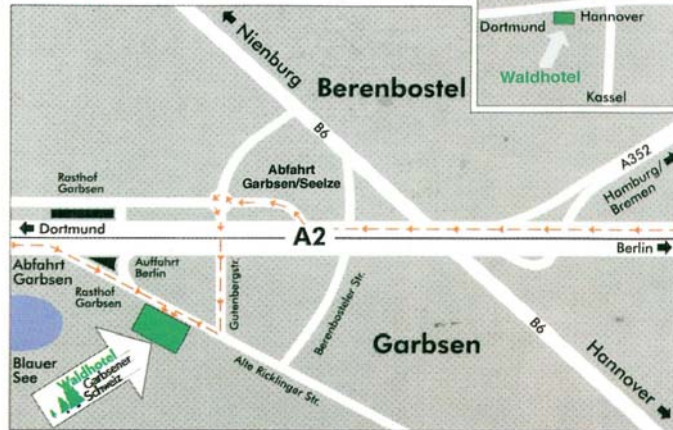 Nienburg
Berenbostel
Dortmund
Hannover
Waldhotel
Kassel
B6
A352
Hamburg/
Bremen
Abfahrt
Garbsen/Seelze
Rasthof
Garbsen
Dortmund
A2
Berlin
Abfahrt
Garbsen
Auffahrt
Berlin
Rasthof
Garbsen
Gutenbergstr.
Berenbosteler Str.
Blauer
See
Waldhotel
Garbsener
Schweiz
Alte Ricklinger Str.
Garbsen
B6
Hannover